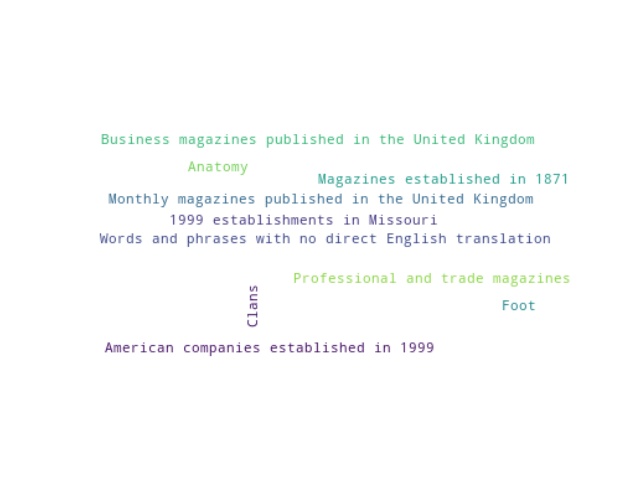 Business magazines published in the United Kingdom
Anatomy
Magazines established in 1871
Monthly magazines published in the United Kingdom
1999 establishments in Missouri
Words and phrases with no direct English translation
Professional and trade magazines
Clans
Foot
American companies established in 1999